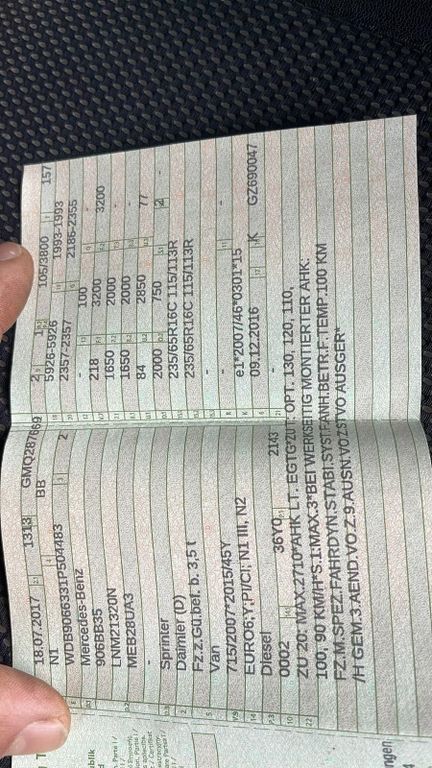 18.07.2017 1313 GMQ287669
N1 BB
WDB9066331P504483 2
Mercedes-Benz
906BB35
LNM21320N
MEB28UA3
-
Sprinter
Daimler (D)
Fz.z.Gü.bef. b. 3,5 t
Van
715/2007*2015/45Y
EURO6;Y;PI/CI; N1 III, N2
Diesel
0002 36Y0 2143
2 1 105/3800 157
5926-5926 1993-1993
2357-2357 2186-2355
- 100 -
218 3200 3200
1650 2000 -
1650 2000 -
84 2850 77
2000 750 2 -
235/65R16C 115/113R
235/65R16C 115/113R
- -
e1*2007/46*0301*15
09.12.2016 K GZ690047
-
ZU 20: MAX.2710*AHK LT. EGTG*ZU T: OPT. 130, 120, 110,
100, 90 KM/H*S.1:MAX.3*BEI WERKSEITIG MONTIERTER AHK:
FZ.M.SPEZ.FAHRDYN.STABI.SYST.F.ANH.BETR.F.TEMP.100 KM
/H GEM.3.AEND.VO.Z.9.AUSN.VO.ZSTVO AUSGER*